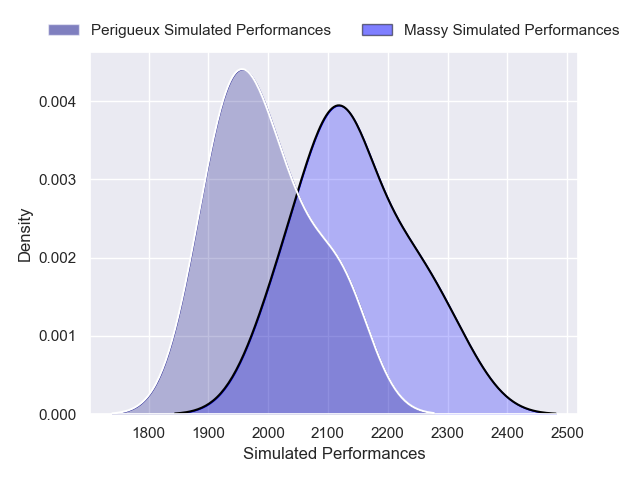 Perigueux Simulated Performances
Massy Simulated Performances
0.004
0.003
0.002
0.001
0.000
Density
1800 1900 2000 2100 2200 2300 2400 2500
Simulated Performances